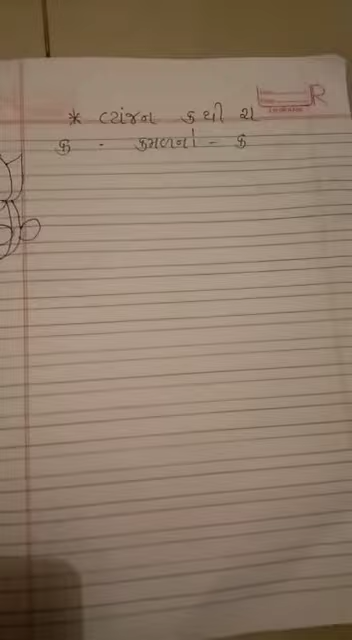 * વ્યંજન ક થી જ્ઞ
ક - કમળનો - ક